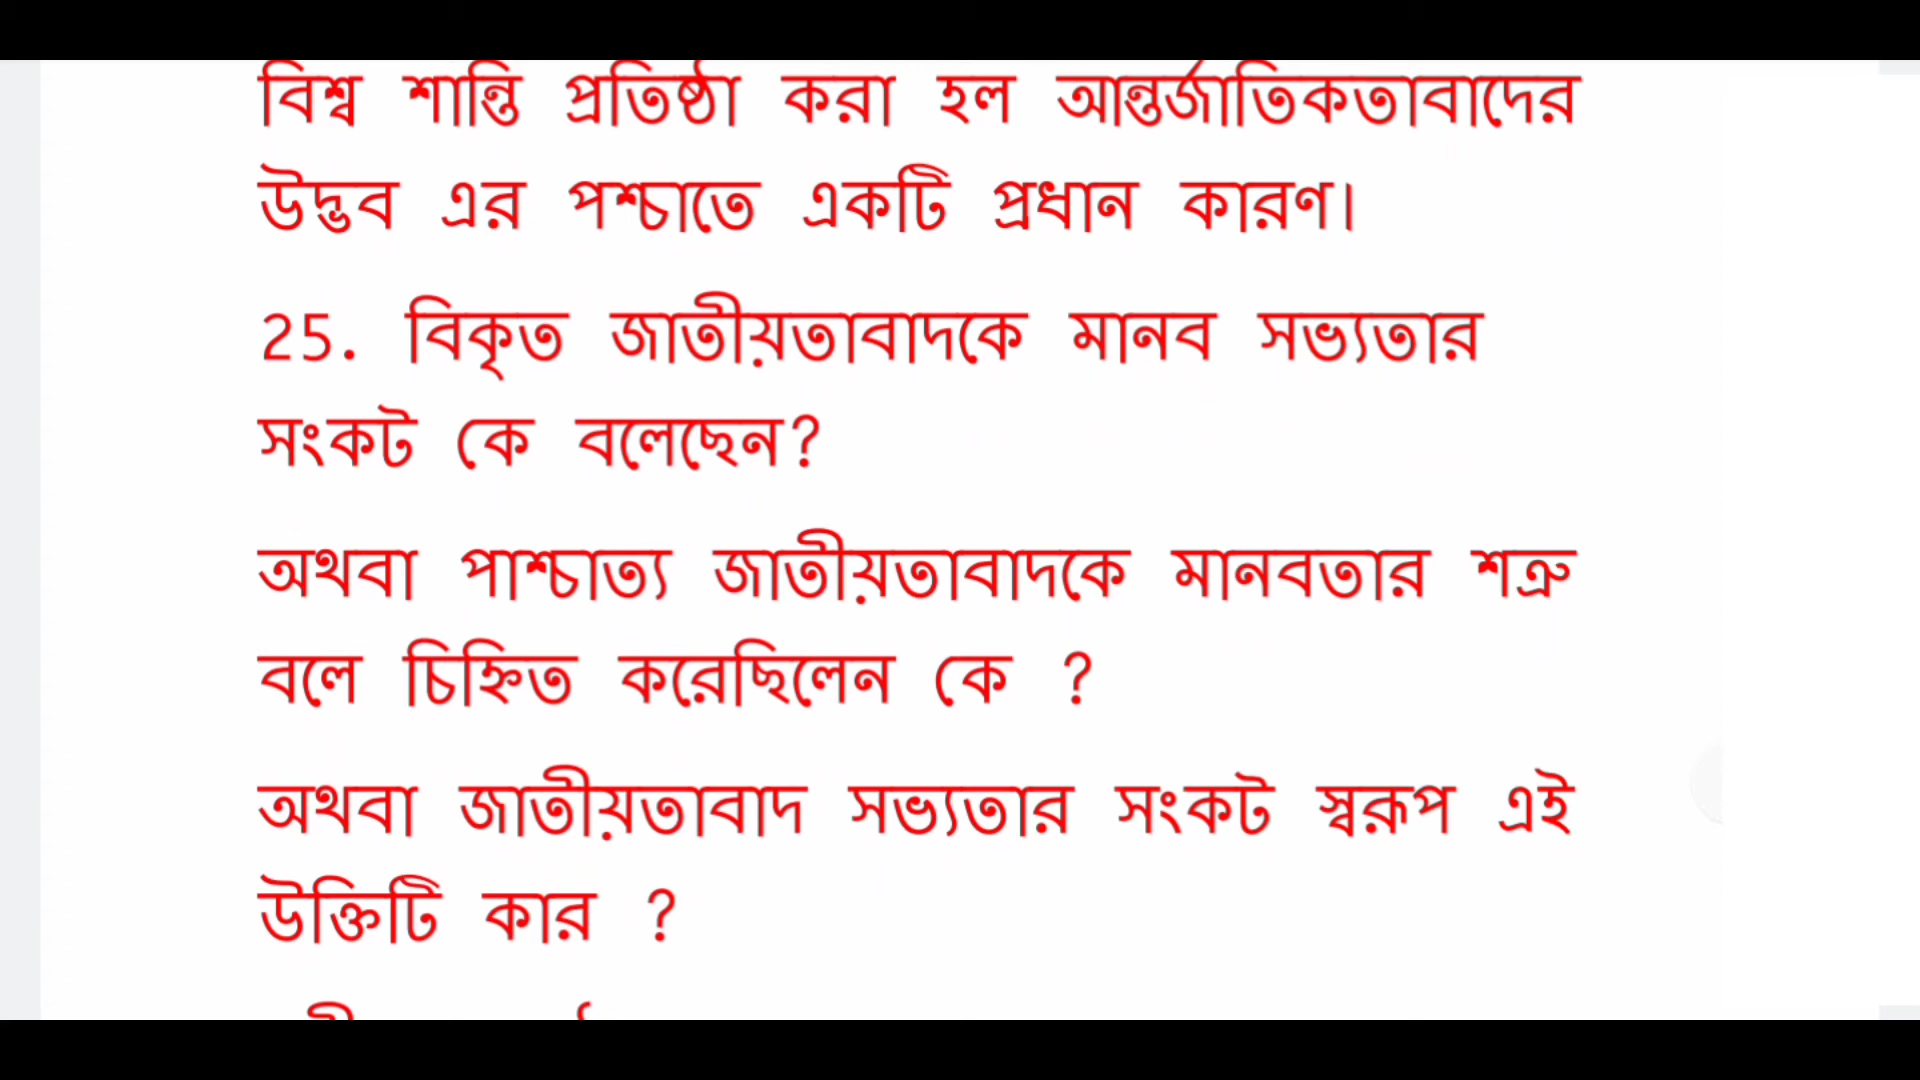 বিশ্ব শান্তি প্রতিষ্ঠা করা হল আন্তর্জাতিকতাবাদের
উদ্ভব এর পশ্চাতে একটি প্রধান কারণ।
25. বিকৃত জাতীয়তাবাদকে মানব সভ্যতার
সংকট কে বলেছেন?
অথবা পাশ্চাত্য জাতীয়তাবাদকে মানবতার শত্রু
বলে চিহ্নিত করেছিলেন কে ?
অথবা জাতীয়তাবাদ সভ্যতার সংকট স্বরূপ এই
উক্তিটি কার ?